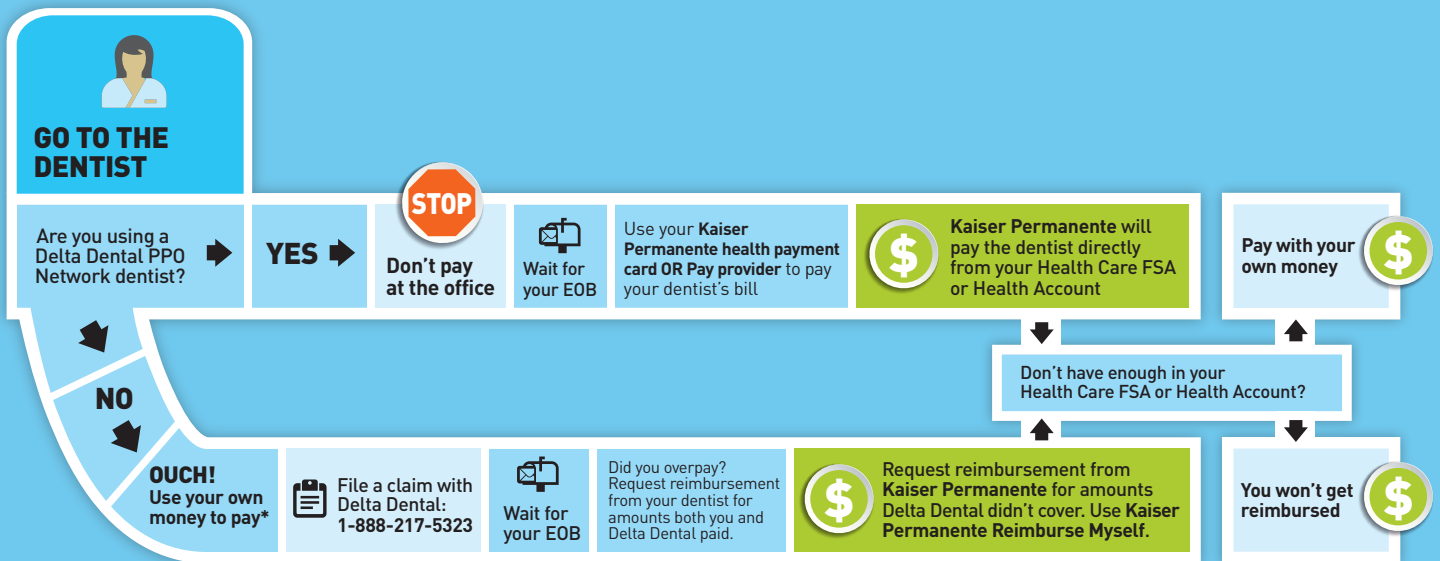 GO TO THE
DENTIST
Are you using a
Delta Dental PPO
Network dentist?
YES
STOP
Don't pay
at the office
Wait for
your EOB
Use your Kaiser
Permanente health payment
card OR Pay provider to pay
your dentist's bill
$
Kaiser Permanente will
pay the dentist directly
from your Health Care FSA
or Health Account
Pay with your
own money
$
Don't have enough in your
Health Care FSA or Health Account?
NO
OUCH!
Use your own
money to pay*
File a claim with
Delta Dental:
1-888-217-5323
Wait for
your EOB
Did you overpay?
Request reimbursement
from your dentist for
amounts both you and
Delta Dental paid.
$
Request reimbursement from
Kaiser Permanente for amounts
Delta Dental didn't cover. Use Kaiser
Permanente Reimburse Myself.
You won't get
reimbursed
$